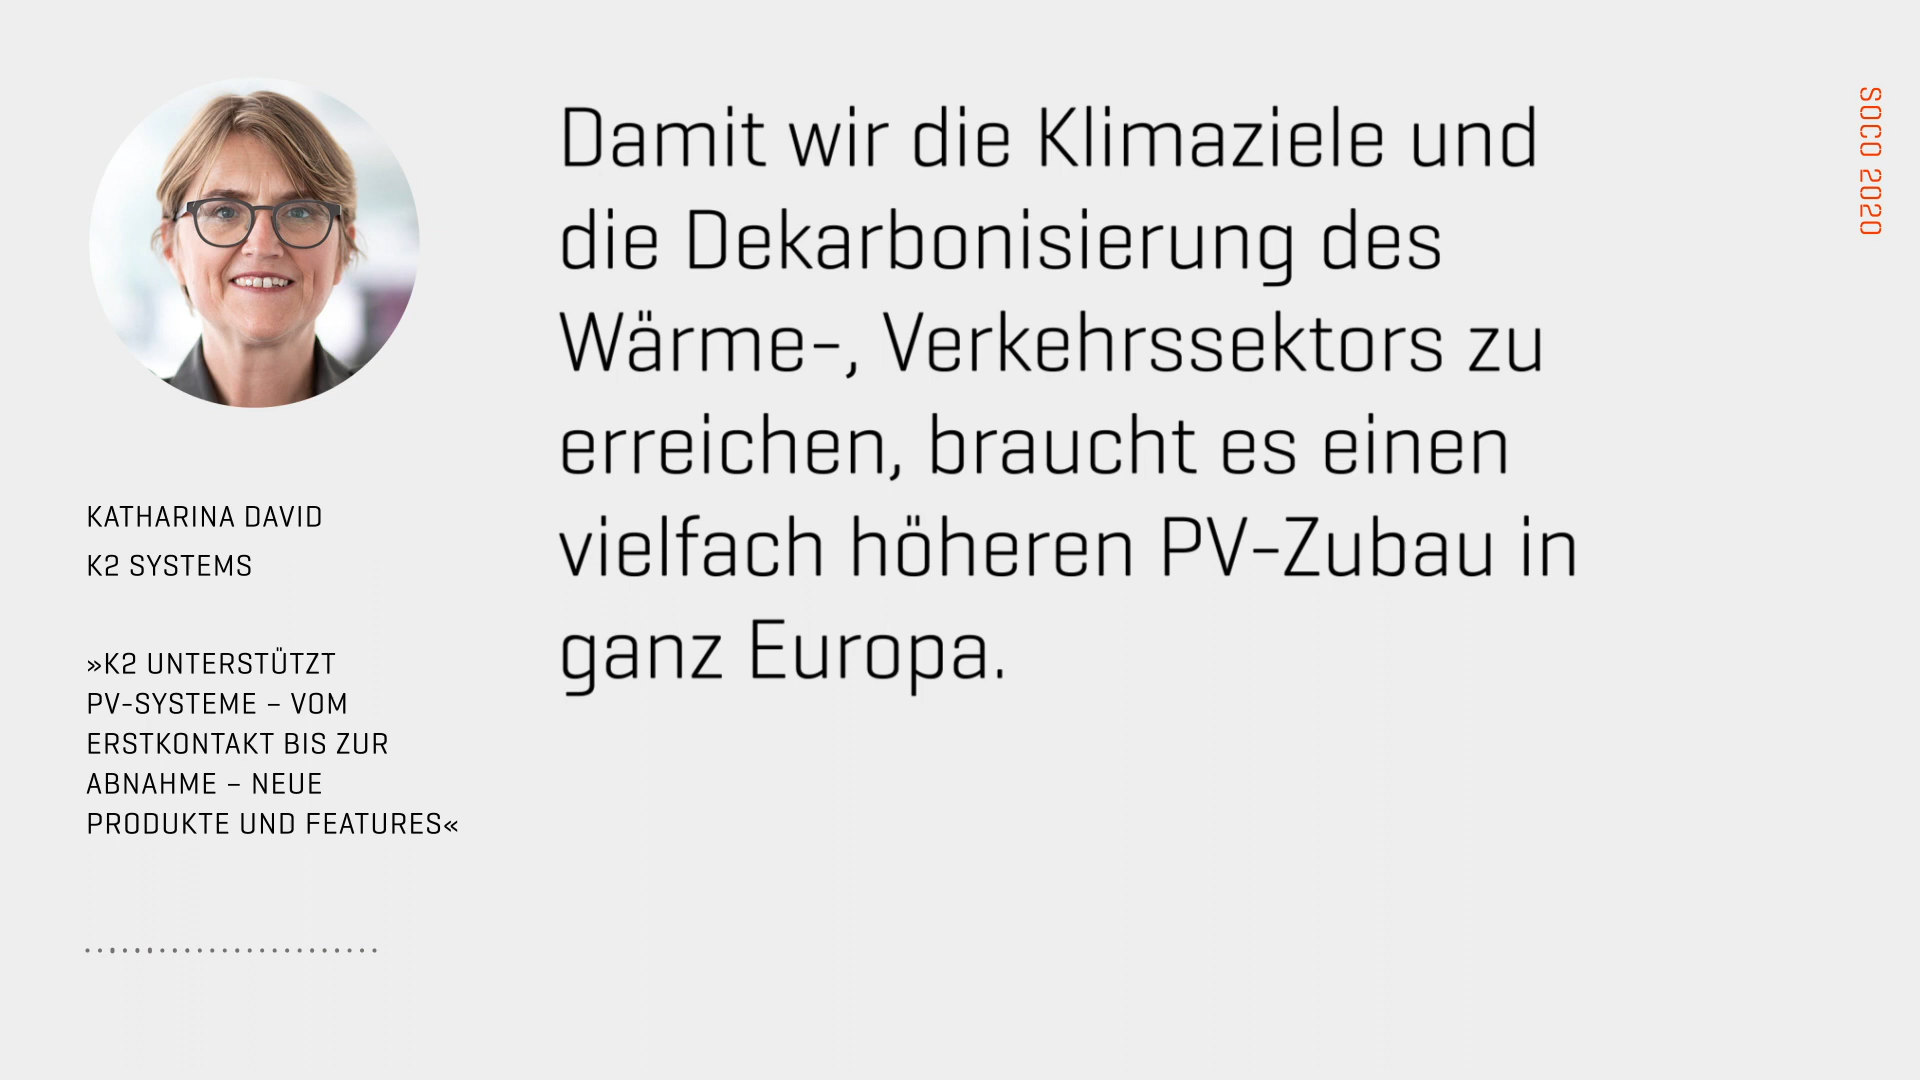 KATHARINA DAVID
K2 SYSTEMS
»K2 UNTERSTÜTZT
PV-SYSTEME – VOM
ERSTKONTAKT BIS ZUR
ABNAHME – NEUE
PRODUKTE UND FEATURES«
Damit wir die Klimaziele und
die Dekarbonisierung des
Wärme-, Verkehrssektors zu
erreichen, braucht es einen
vielfach höheren PV-Zubau in
ganz Europa.
SOCO 2020